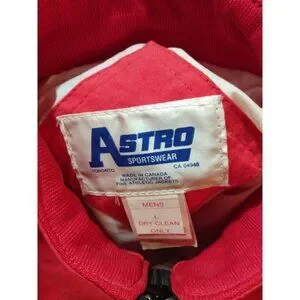 ASTRO
SPORTSWEAR
TORONTO
CA 04948
MADE IN CANADA
MANUFACTURER OF
FINE ATHLETIC JACKETS
MENS
L
DRY CLEAN
ONLY